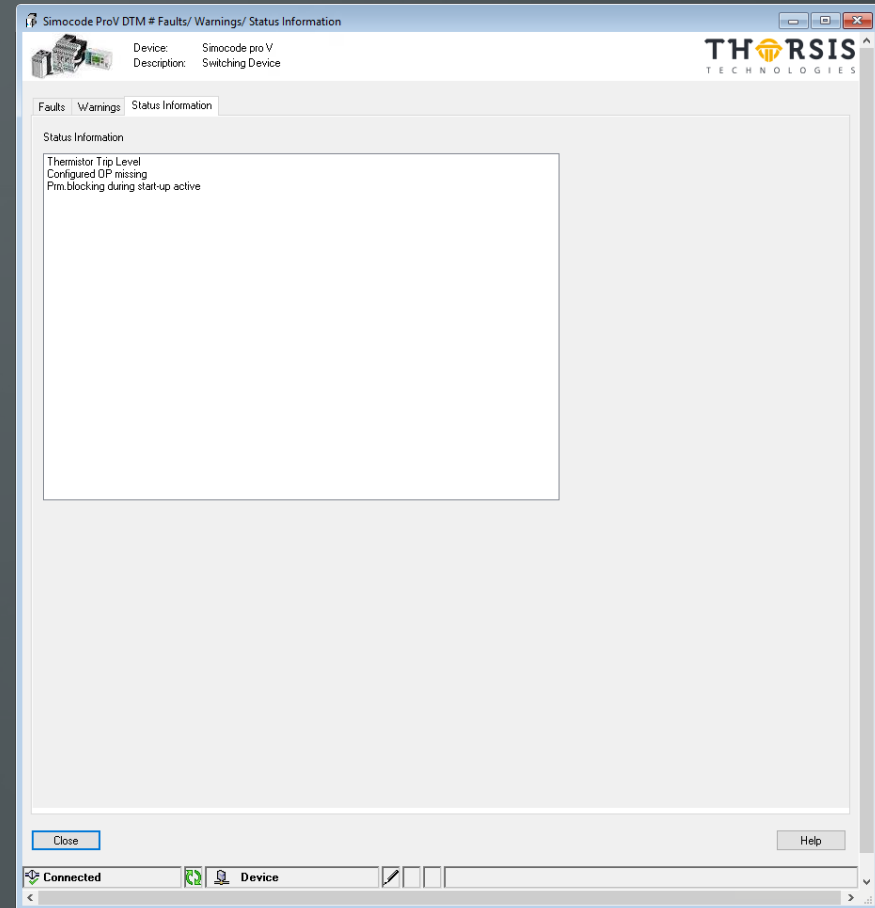 Simocode ProV DTM # Faults/ Warnings/ Status Information
Device: Simocode pro V
Description: Switching Device
THORSIS
TECHNOLOGIES
Faults Warnings Status Information
Status Information
Thermistor Trip Level
Configured OP missing
Prm.blocking during start-up active
Close Help
Connected Device